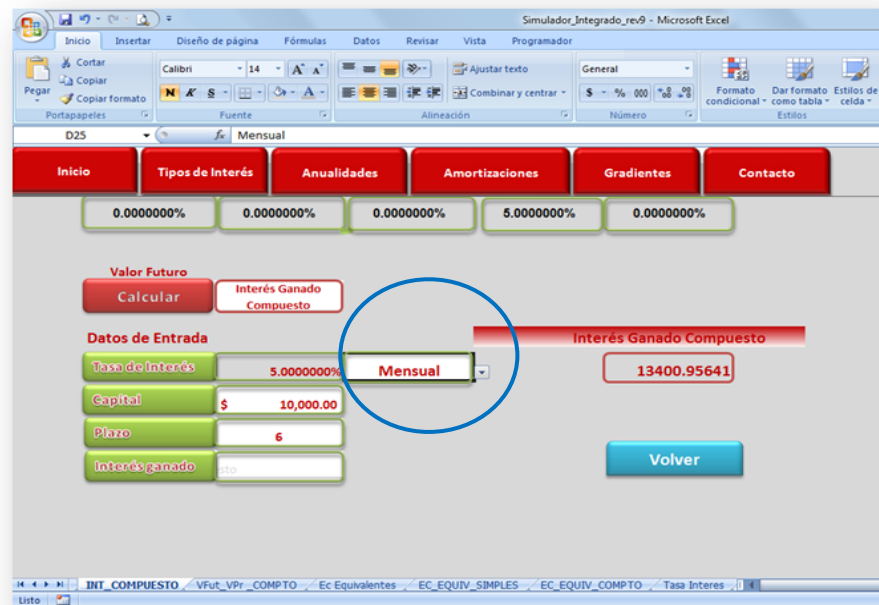 Simulador_Integrado_rev9 - Microsoft Excel
Inicio Insertar Diseño de página Fórmulas Datos Revisar Vista Programador
Cortar
Copiar
Copiar formato
Pegar
Calibri 14
Ajustar texto
Combinar y centrar
General
N K S
$ % 000
Formato condicional
Dar formato como tabla
Estilos de celda
Portapapeles Fuente Alineación Número Estilos
D25 fx Mensual
Inicio Tipos de Interés Anualidades Amortizaciones Gradientes Contacto
0.0000000% 0.0000000% 0.0000000% 5.0000000% 0.0000000%
Valor Futuro
Calcular
Interés Ganado
Compuesto
Datos de Entrada
Interés Ganado Compuesto
Tasa de Interés 5.0000000% Mensual
13400.95641
Capital $ 10,000.00
Plazo 6
Volver
Interés ganado sto
INT_COMPUESTO VFut_VPr_COMPTO Ec Equivalentes EC_EQUIV_SIMPLES EC_EQUIV_COMPTO Tasa Interes
Listo